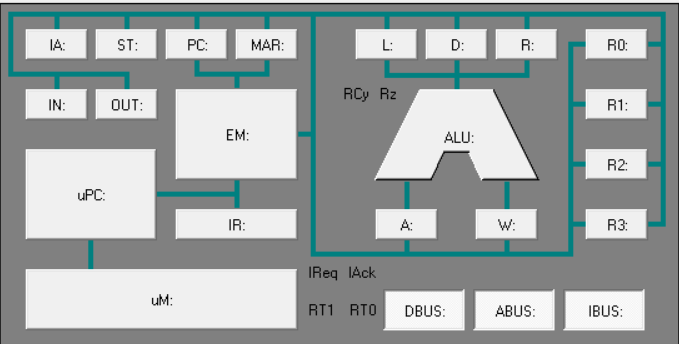 IA: ST: PC: MAR: L: D: R: R0:
RCy Rz
IN: OUT: EM: ALU: R1:
uPC: R2:
IR: A: W: R3:
IReq IAck
uM:
RT1 RT0 DBUS: ABUS: IBUS: